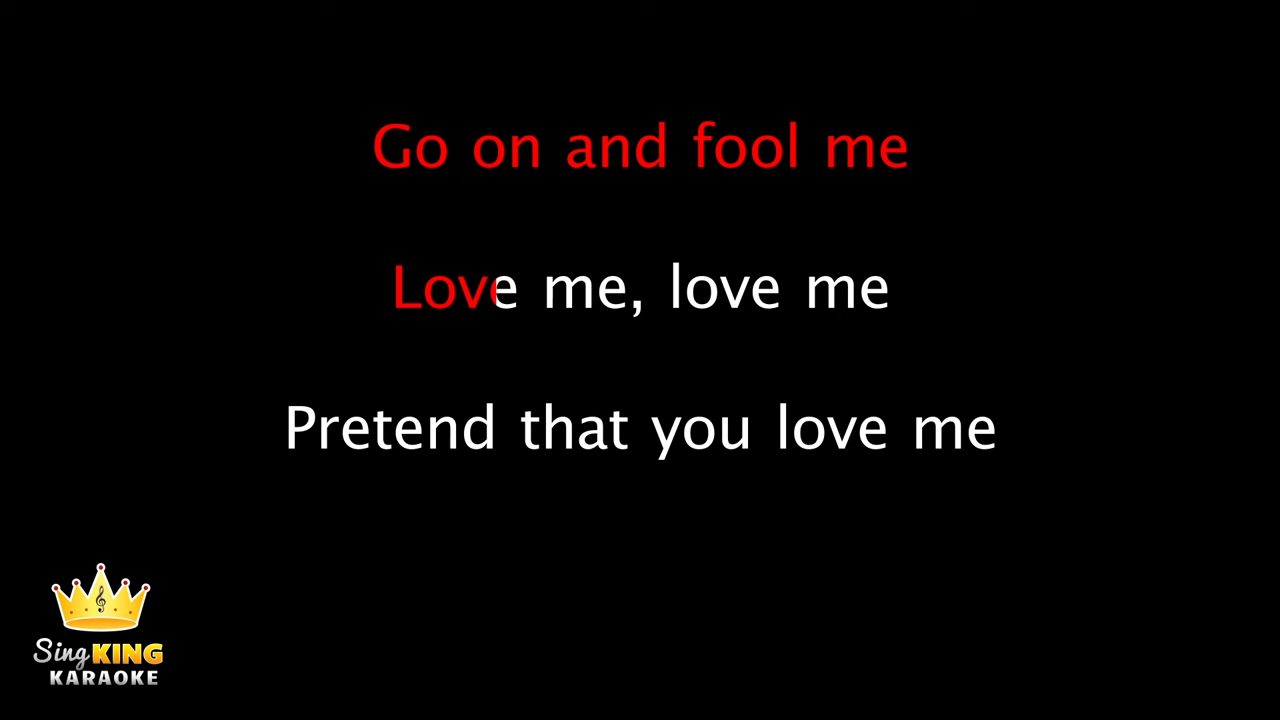 Go on and fool me
Love me, love me
Pretend that you love me
Sing KING
KARAOKE